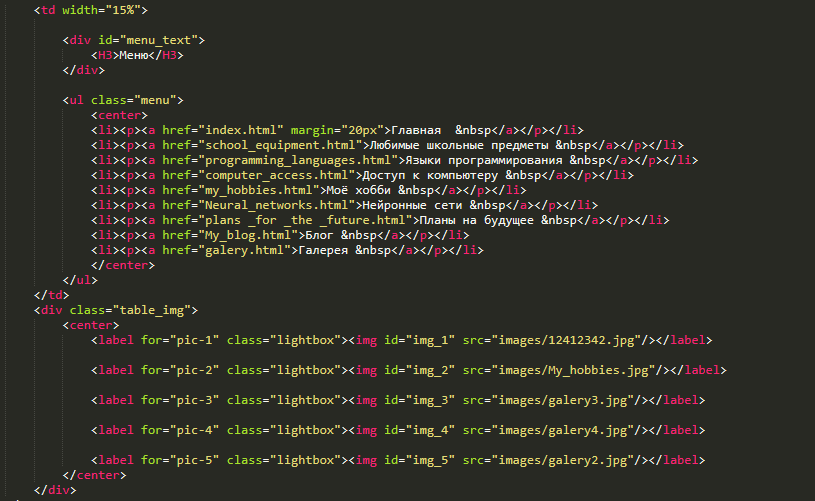 <td width="15%">
<div id="menu_text">
<H3>Меню</H3>
</div>
<ul class="menu">
<center>
<li><p><a href="index.html" margin="20px">Главная  &nbsp</a></p></li>
<li><p><a href="school_equipment.html">Любимые школьные предметы &nbsp</a></p></li>
<li><p><a href="programming_languages.html">Языки программирования &nbsp</a></p></li>
<li><p><a href="computer_access.html">Доступ к компьютеру &nbsp</a></p></li>
<li><p><a href="my_hobbies.html">Моё хобби &nbsp</a></p></li>
<li><p><a href="Neural_networks.html">Нейронные сети &nbsp</a></p></li>
<li><p><a href="plans _for _the _future.html">Планы на будущее &nbsp</a></p></li>
<li><p><a href="My_blog.html">Блог &nbsp</a></p></li>
<li><p><a href="galery.html">Галерея &nbsp</a></p></li>
</center>
</ul>
</td>
<div class="table_img">
<center>
<label for="pic-1" class="lightbox"><img id="img_1" src="images/12412342.jpg"/></label>
<label for="pic-2" class="lightbox"><img id="img_2" src="images/My_hobbies.jpg"/></label>
<label for="pic-3" class="lightbox"><img id="img_3" src="images/galery3.jpg"/></label>
<label for="pic-4" class="lightbox"><img id="img_4" src="images/galery4.jpg"/></label>
<label for="pic-5" class="lightbox"><img id="img_5" src="images/galery2.jpg"/></label>
</center>
</div>